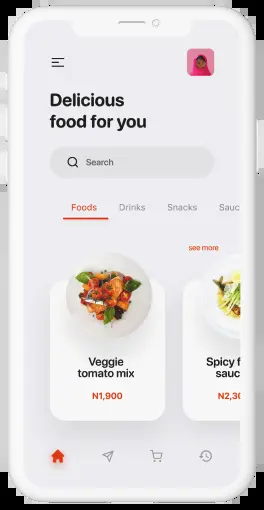 Delicious
food for you
Search
Foods Drinks Snacks Sauc
see more
Veggie
tomato mix
N1,900
Spicy f
sauc
N2,30